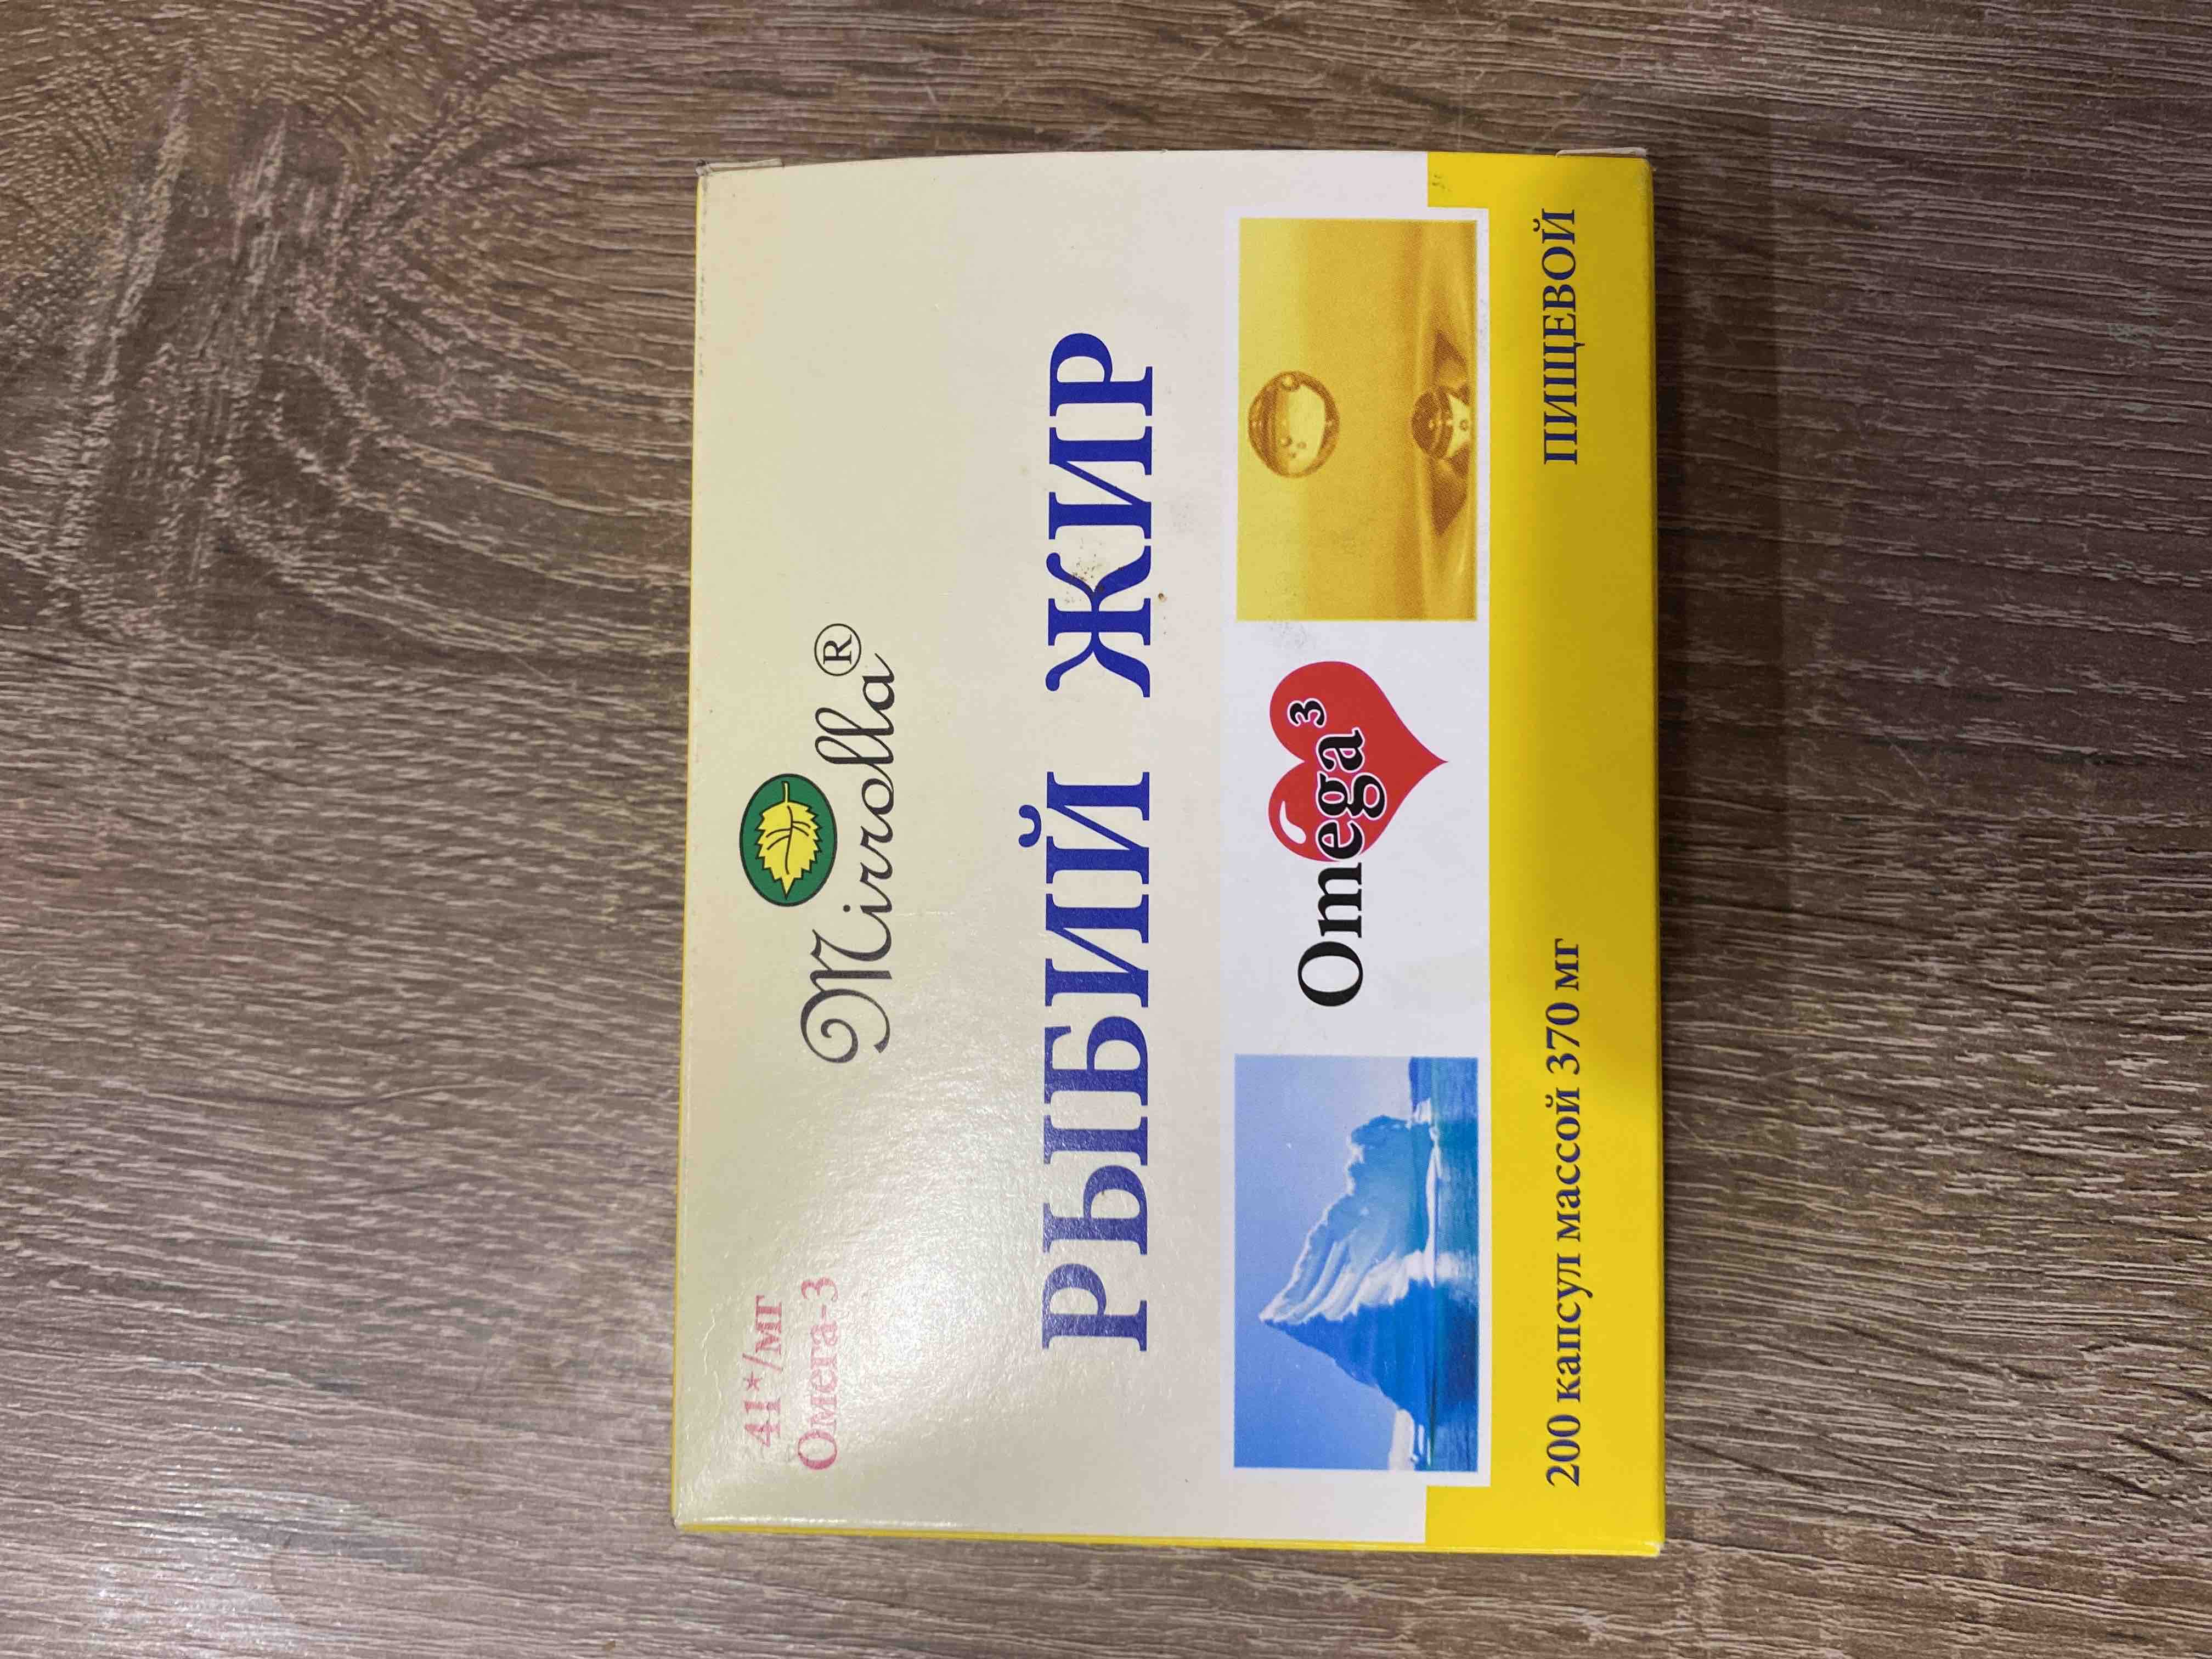 41*/мг
Омега-3
Mirrolla®
РЫБИЙ ЖИР
Omega³
200 капсул массой 370 мг
ПИЩЕВОЙ